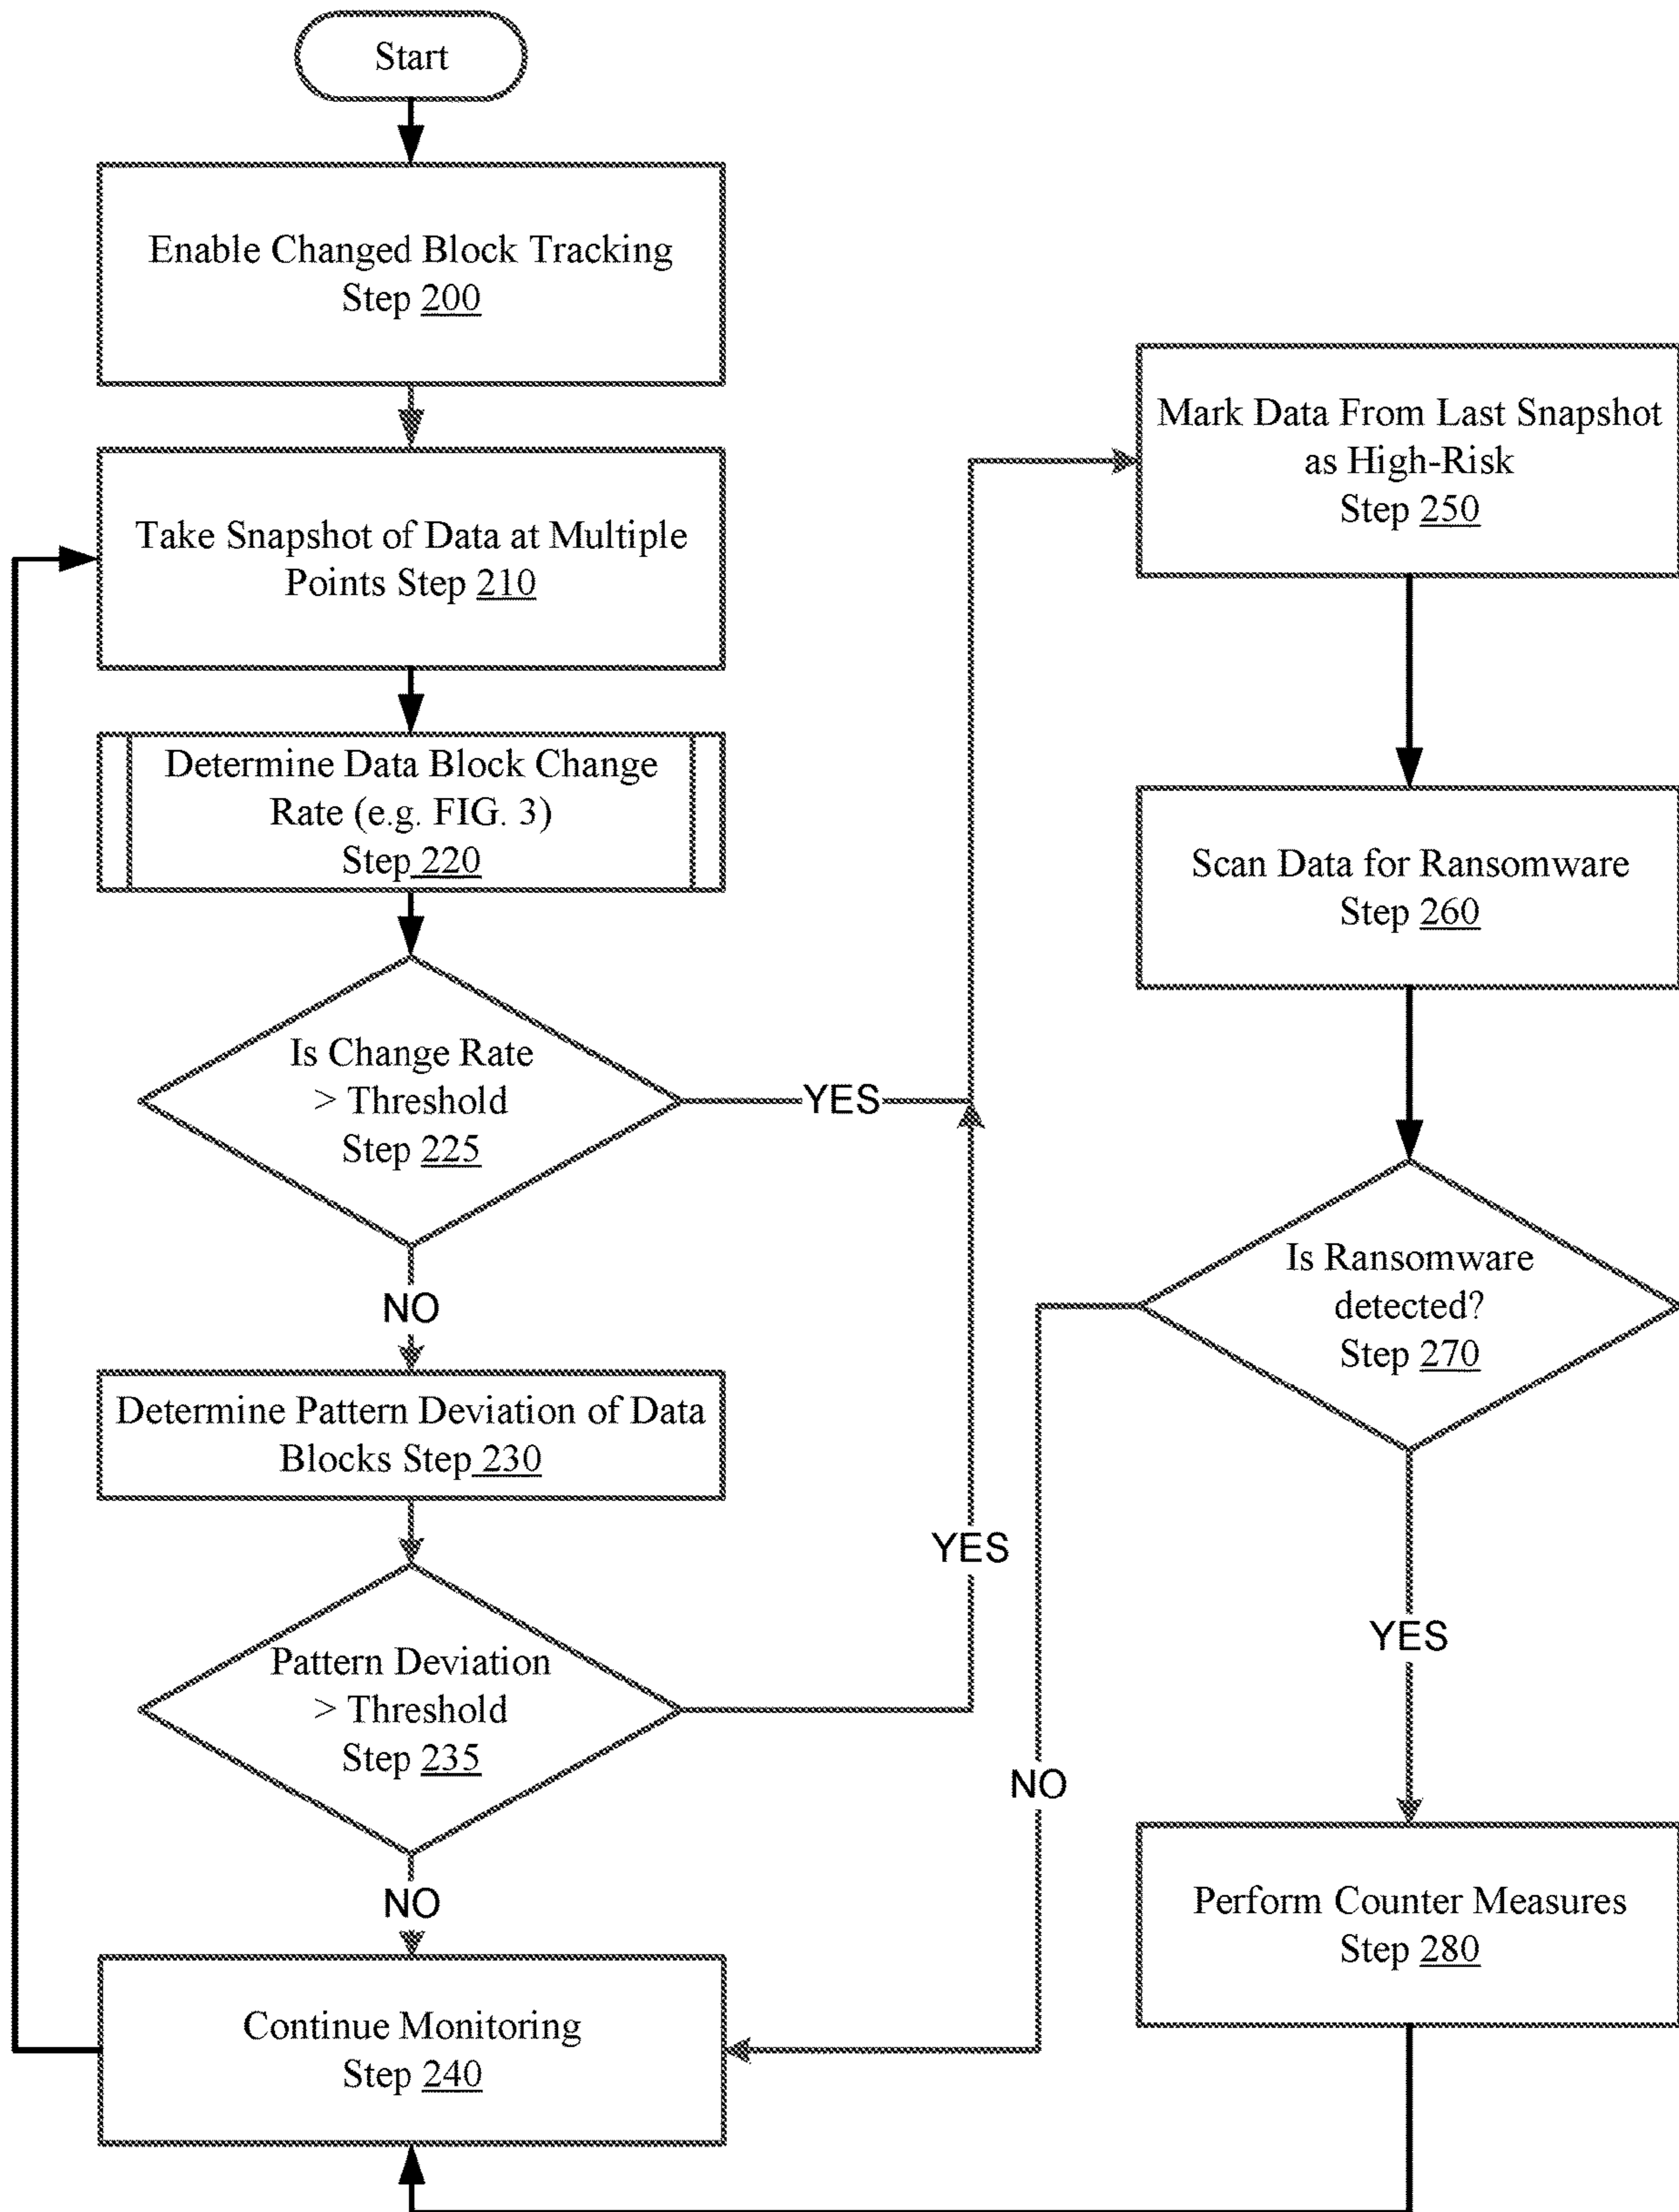 Start
Enable Changed Block Tracking
Step 200
Take Snapshot of Data at Multiple
Points Step 210
Determine Data Block Change
Rate (e.g. FIG. 3)
Step 220
Is Change Rate
> Threshold
Step 225
YES
NO
Determine Pattern Deviation of Data
Blocks Step 230
Pattern Deviation
> Threshold
Step 235
YES
NO
Continue Monitoring
Step 240
Mark Data From Last Snapshot
as High-Risk
Step 250
Scan Data for Ransomware
Step 260
Is Ransomware
detected?
Step 270
NO
YES
Perform Counter Measures
Step 280